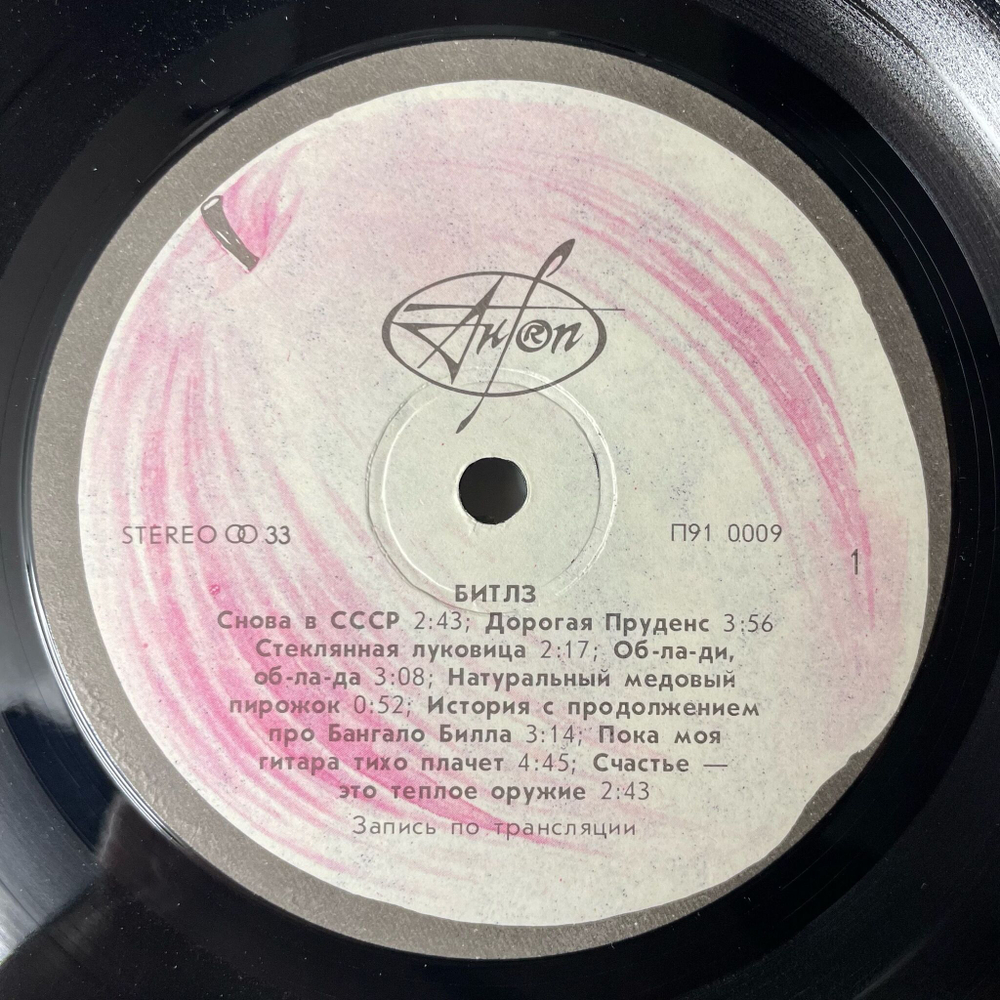 АнТроп
®
STEREO 33
П91 0009
1
БИТЛЗ
Снова в СССР 2:43; Дорогая Пруденс 3:56
Стеклянная луковица 2:17; Об-ла-ди,
об-ла-да 3:08; Натуральный медовый
пирожок 0:52; История с продолжением
про Бангало Билла 3:14; Пока моя
гитара тихо плачет 4:45; Счастье —
это теплое оружие 2:43
Запись по трансляции